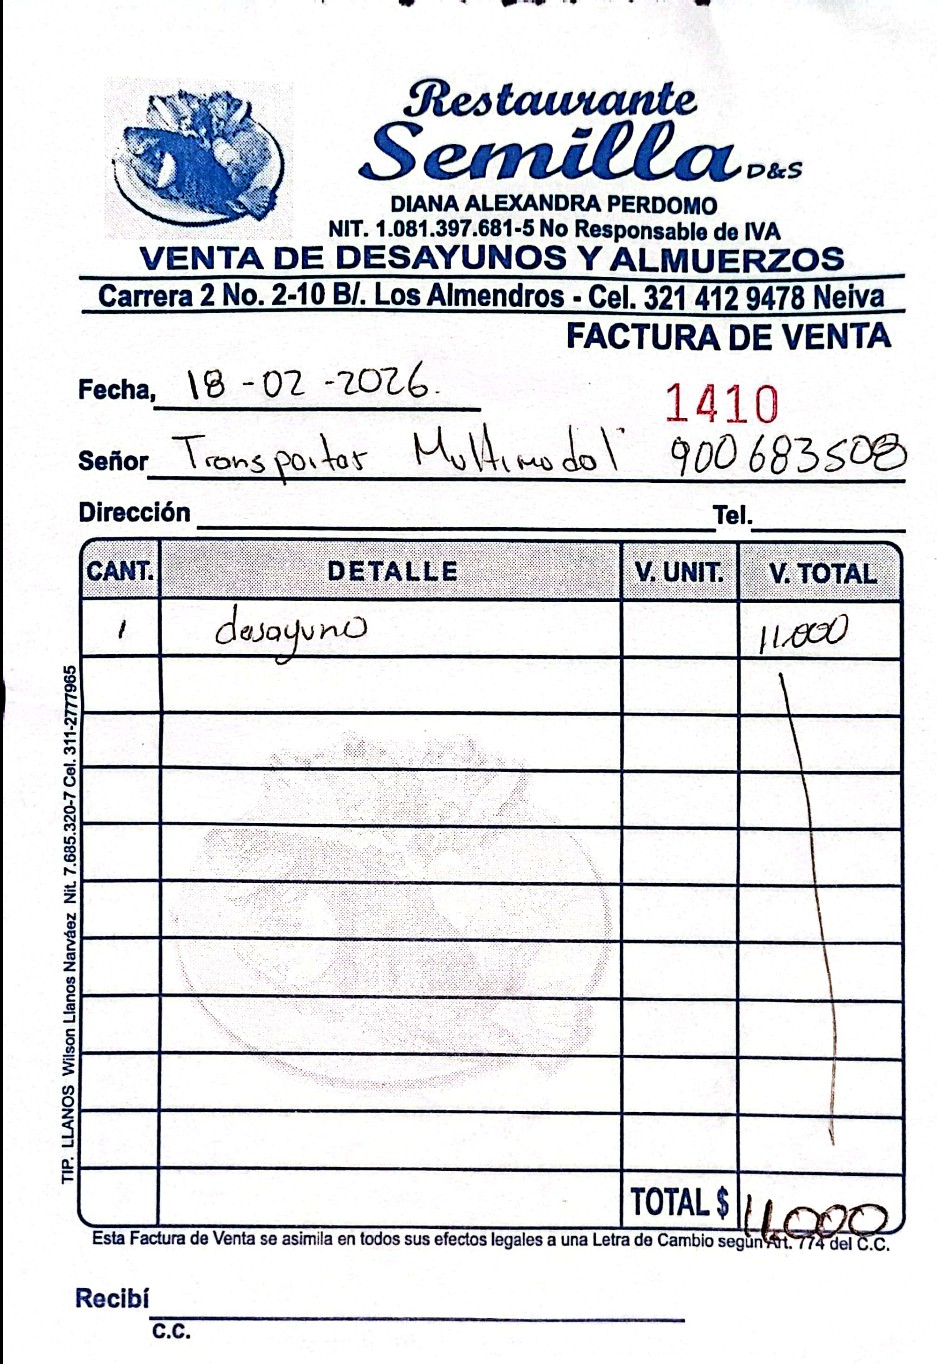 Restaurante
Semilla D&S
DIANA ALEXANDRA PERDOMO
NIT. 1.081.397.681-5 No Responsable de IVA
VENTA DE DESAYUNOS Y ALMUERZOS
Carrera 2 No. 2-10 B/. Los Almendros - Cel. 321 412 9478 Neiva
FACTURA DE VENTA
Fecha, 18-02-2026.
1410
Señor Transportar Multimodal 900683508
Dirección Tel.
CANT. DETALLE V. UNIT. V. TOTAL
1 desayuno 11.000
TOTAL $ 11.000
Esta Factura de Venta se asimila en todos sus efectos legales a una Letra de Cambio según Art. 774 del C.C.
Recibí
C.C.
TIP. LLANOS Wilson Llanos Narváez Nit. 7.685.320-7 Cel. 311-2777965